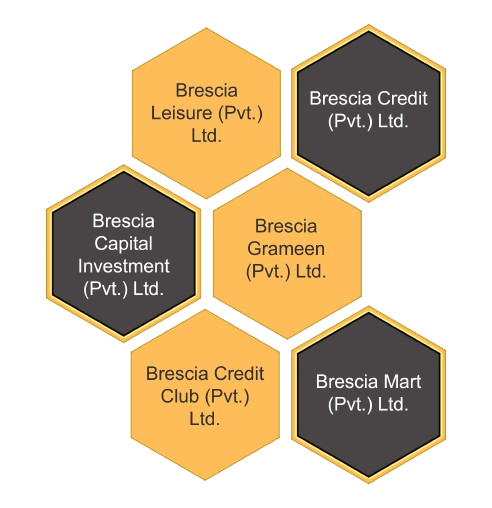 Brescia
Leisure (Pvt.)
Ltd.
Brescia Credit
(Pvt.) Ltd.
Brescia
Capital
Investment
(Pvt.) Ltd.
Brescia
Grameen
(Pvt.) Ltd.
Brescia Credit
Club (Pvt.)
Ltd.
Brescia Mart
(Pvt.) Ltd.